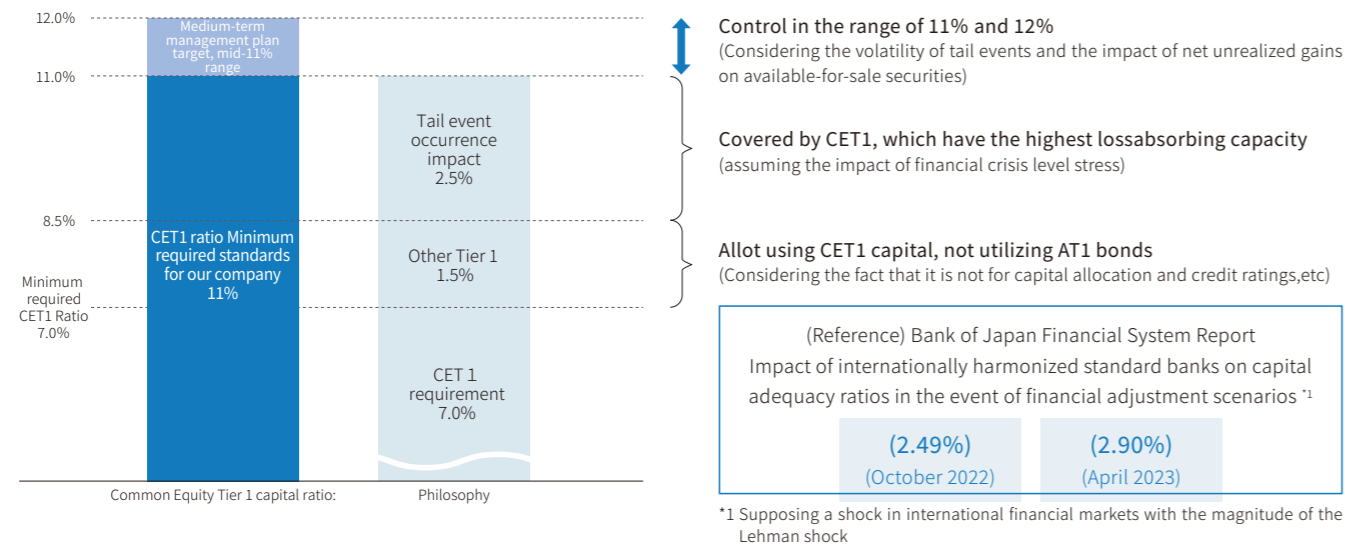 12.0%
Medium-term
management plan
target, mid-11%
range
11.0%
8.5%
CET1 ratio Minimum
required standards
for our company
11%
Minimum
required
CET1 Ratio
7.0%
Common Equity Tier 1 capital ratio:
Tail event
occurrence
impact
2.5%
Other Tier 1
1.5%
CET 1
requirement
7.0%
Philosophy
Control in the range of 11% and 12%
(Considering the volatility of tail events and the impact of net unrealized gains
on available-for-sale securities)
Covered by CET1, which have the highest lossabsorbing capacity
(assuming the impact of financial crisis level stress)
Allot using CET1 capital, not utilizing AT1 bonds
(Considering the fact that it is not for capital allocation and credit ratings,etc)
(Reference) Bank of Japan Financial System Report
Impact of internationally harmonized standard banks on capital
adequacy ratios in the event of financial adjustment scenarios *1
(2.49%)
(October 2022)
(2.90%)
(April 2023)
*1 Supposing a shock in international financial markets with the magnitude of the
Lehman shock